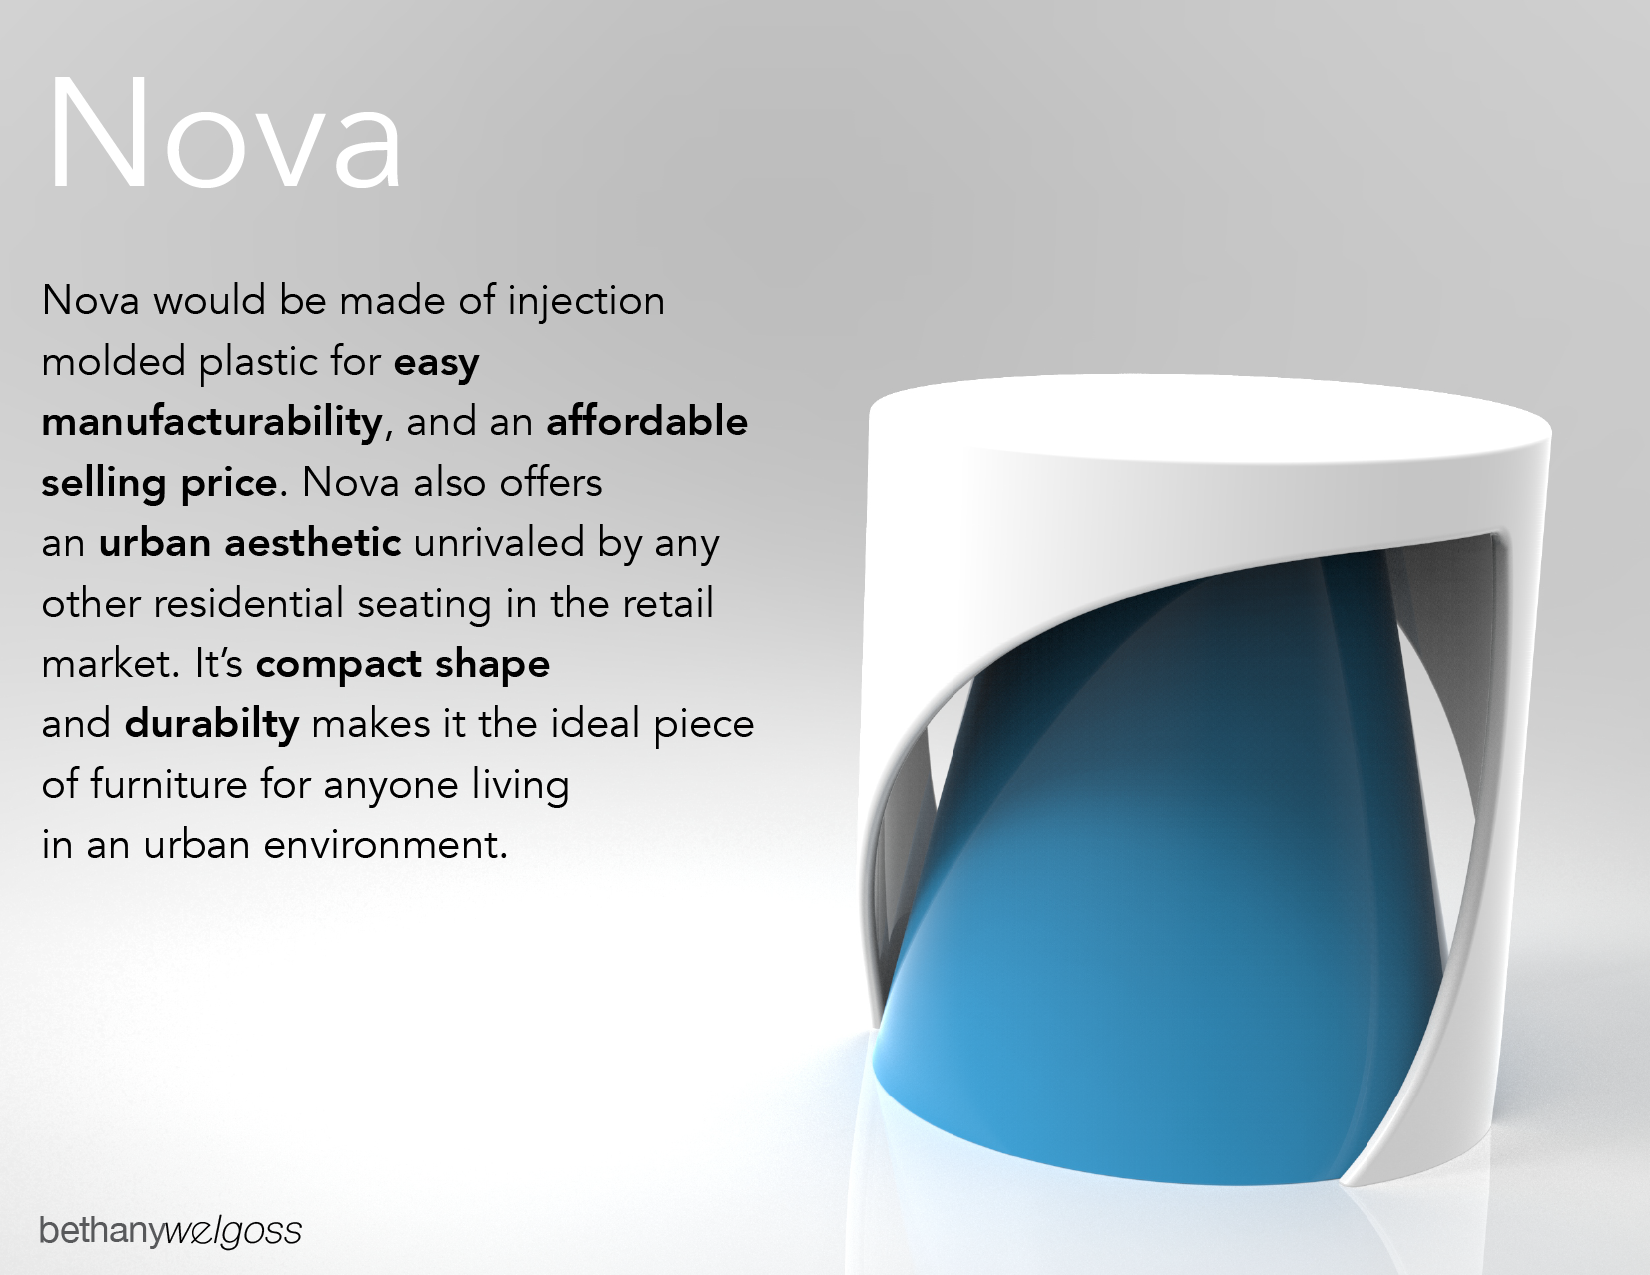 Nova
Nova would be made of injection
molded plastic for easy
manufacturability, and an affordable
selling price. Nova also offers
an urban aesthetic unrivaled by any
other residential seating in the retail
market. It’s compact shape
and durabilty makes it the ideal piece
of furniture for anyone living
in an urban environment.
bethanywelgoss